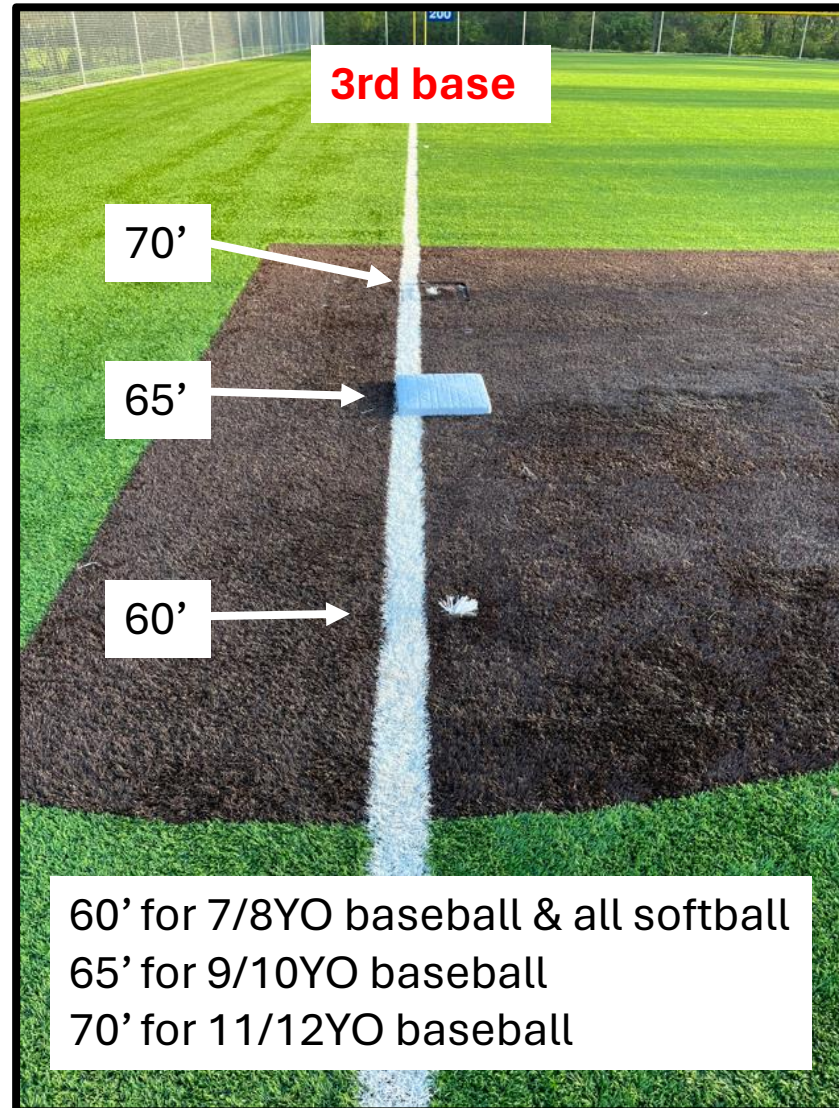 200
3rd base
70’
65’
60’
60’ for 7/8YO baseball & all softball
65’ for 9/10YO baseball
70’ for 11/12YO baseball